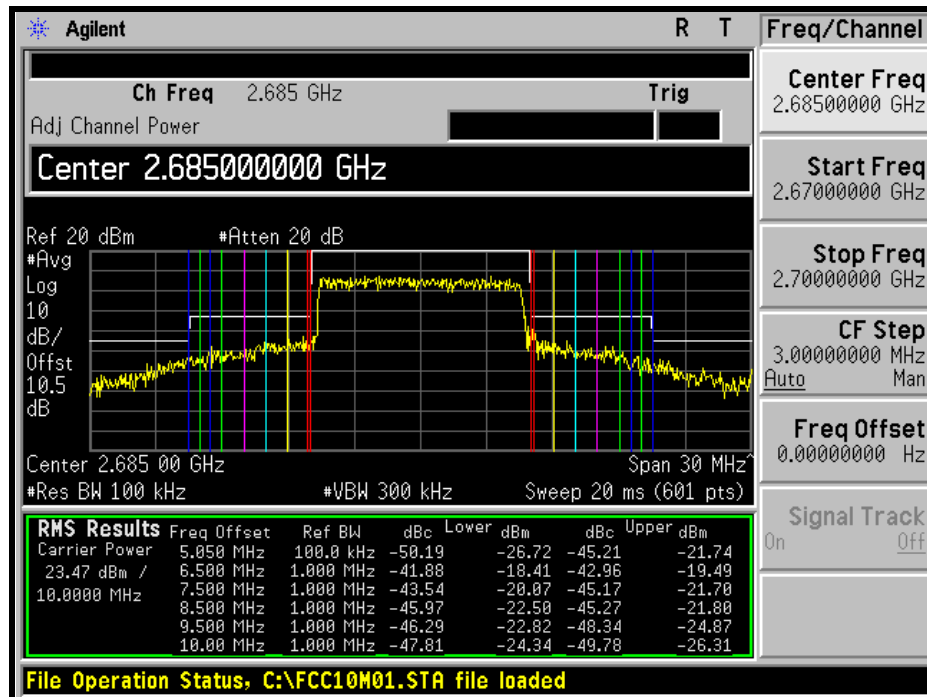 Agilent R T Freq/Channel
Ch Freq 2.685 GHz Trig
Adj Channel Power
Center 2.685000000 GHz
Center Freq
2.68500000 GHz
Start Freq
2.67000000 GHz
Stop Freq
2.70000000 GHz
CF Step
3.00000000 MHz
Auto Man
Freq Offset
0.00000000 Hz
Signal Track
On Off
Ref 20 dBm #Atten 20 dB
#Avg
Log
10
dB/
Offst
10.5
dB
Center 2.685 00 GHz Span 30 MHz^
#Res BW 100 kHz #VBW 300 kHz Sweep 20 ms (601 pts)
RMS Results Freq Offset Ref BW dBc Lower dBm dBc Upper dBm
Carrier Power 5.050 MHz 100.0 kHz -50.19 -26.72 -45.21 -21.74
23.47 dBm / 6.500 MHz 1.000 MHz -41.88 -18.41 -42.96 -19.49
10.0000 MHz 7.500 MHz 1.000 MHz -43.54 -20.07 -45.17 -21.70
8.500 MHz 1.000 MHz -45.97 -22.50 -45.27 -21.80
9.500 MHz 1.000 MHz -46.29 -22.82 -48.34 -24.87
10.00 MHz 1.000 MHz -47.81 -24.34 -49.78 -26.31
File Operation Status, C:\FCC10M01.STA file loaded